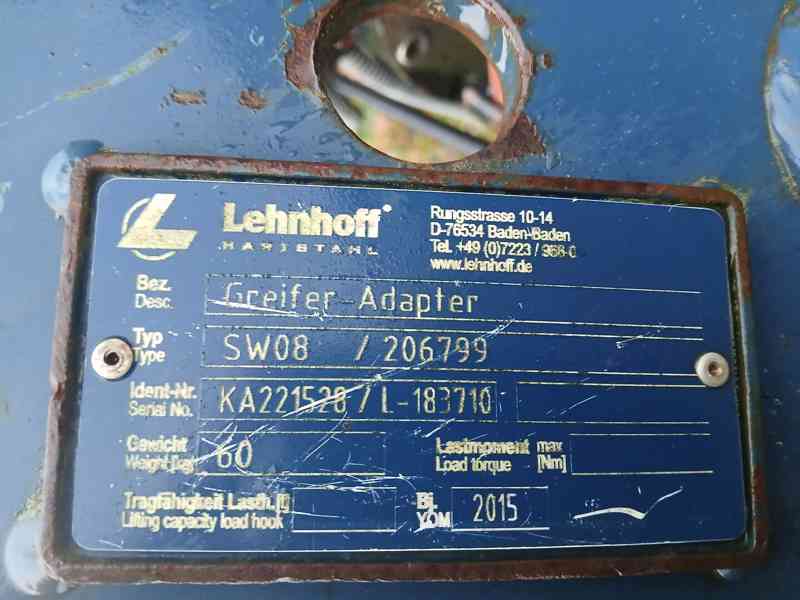 Lehnhoff®
HARTSTAHL
Rungsstrasse 10-14
D-76534 Baden-Baden
Tel. +49 (0)7223 / 966-0
www.lehnhoff.de
Bez.
Desc.
Greifer-Adapter
Typ
Type
SW08 / 206799
Ident-Nr.
Serial No.
KA221528 / L-183710
Gewicht
Weight [kg]
60
Lastmoment max
Load torque [Nm]
Tragfähigkeit Lasth. [t]
Lifting capacity load hook
Bj.
YOM
2015